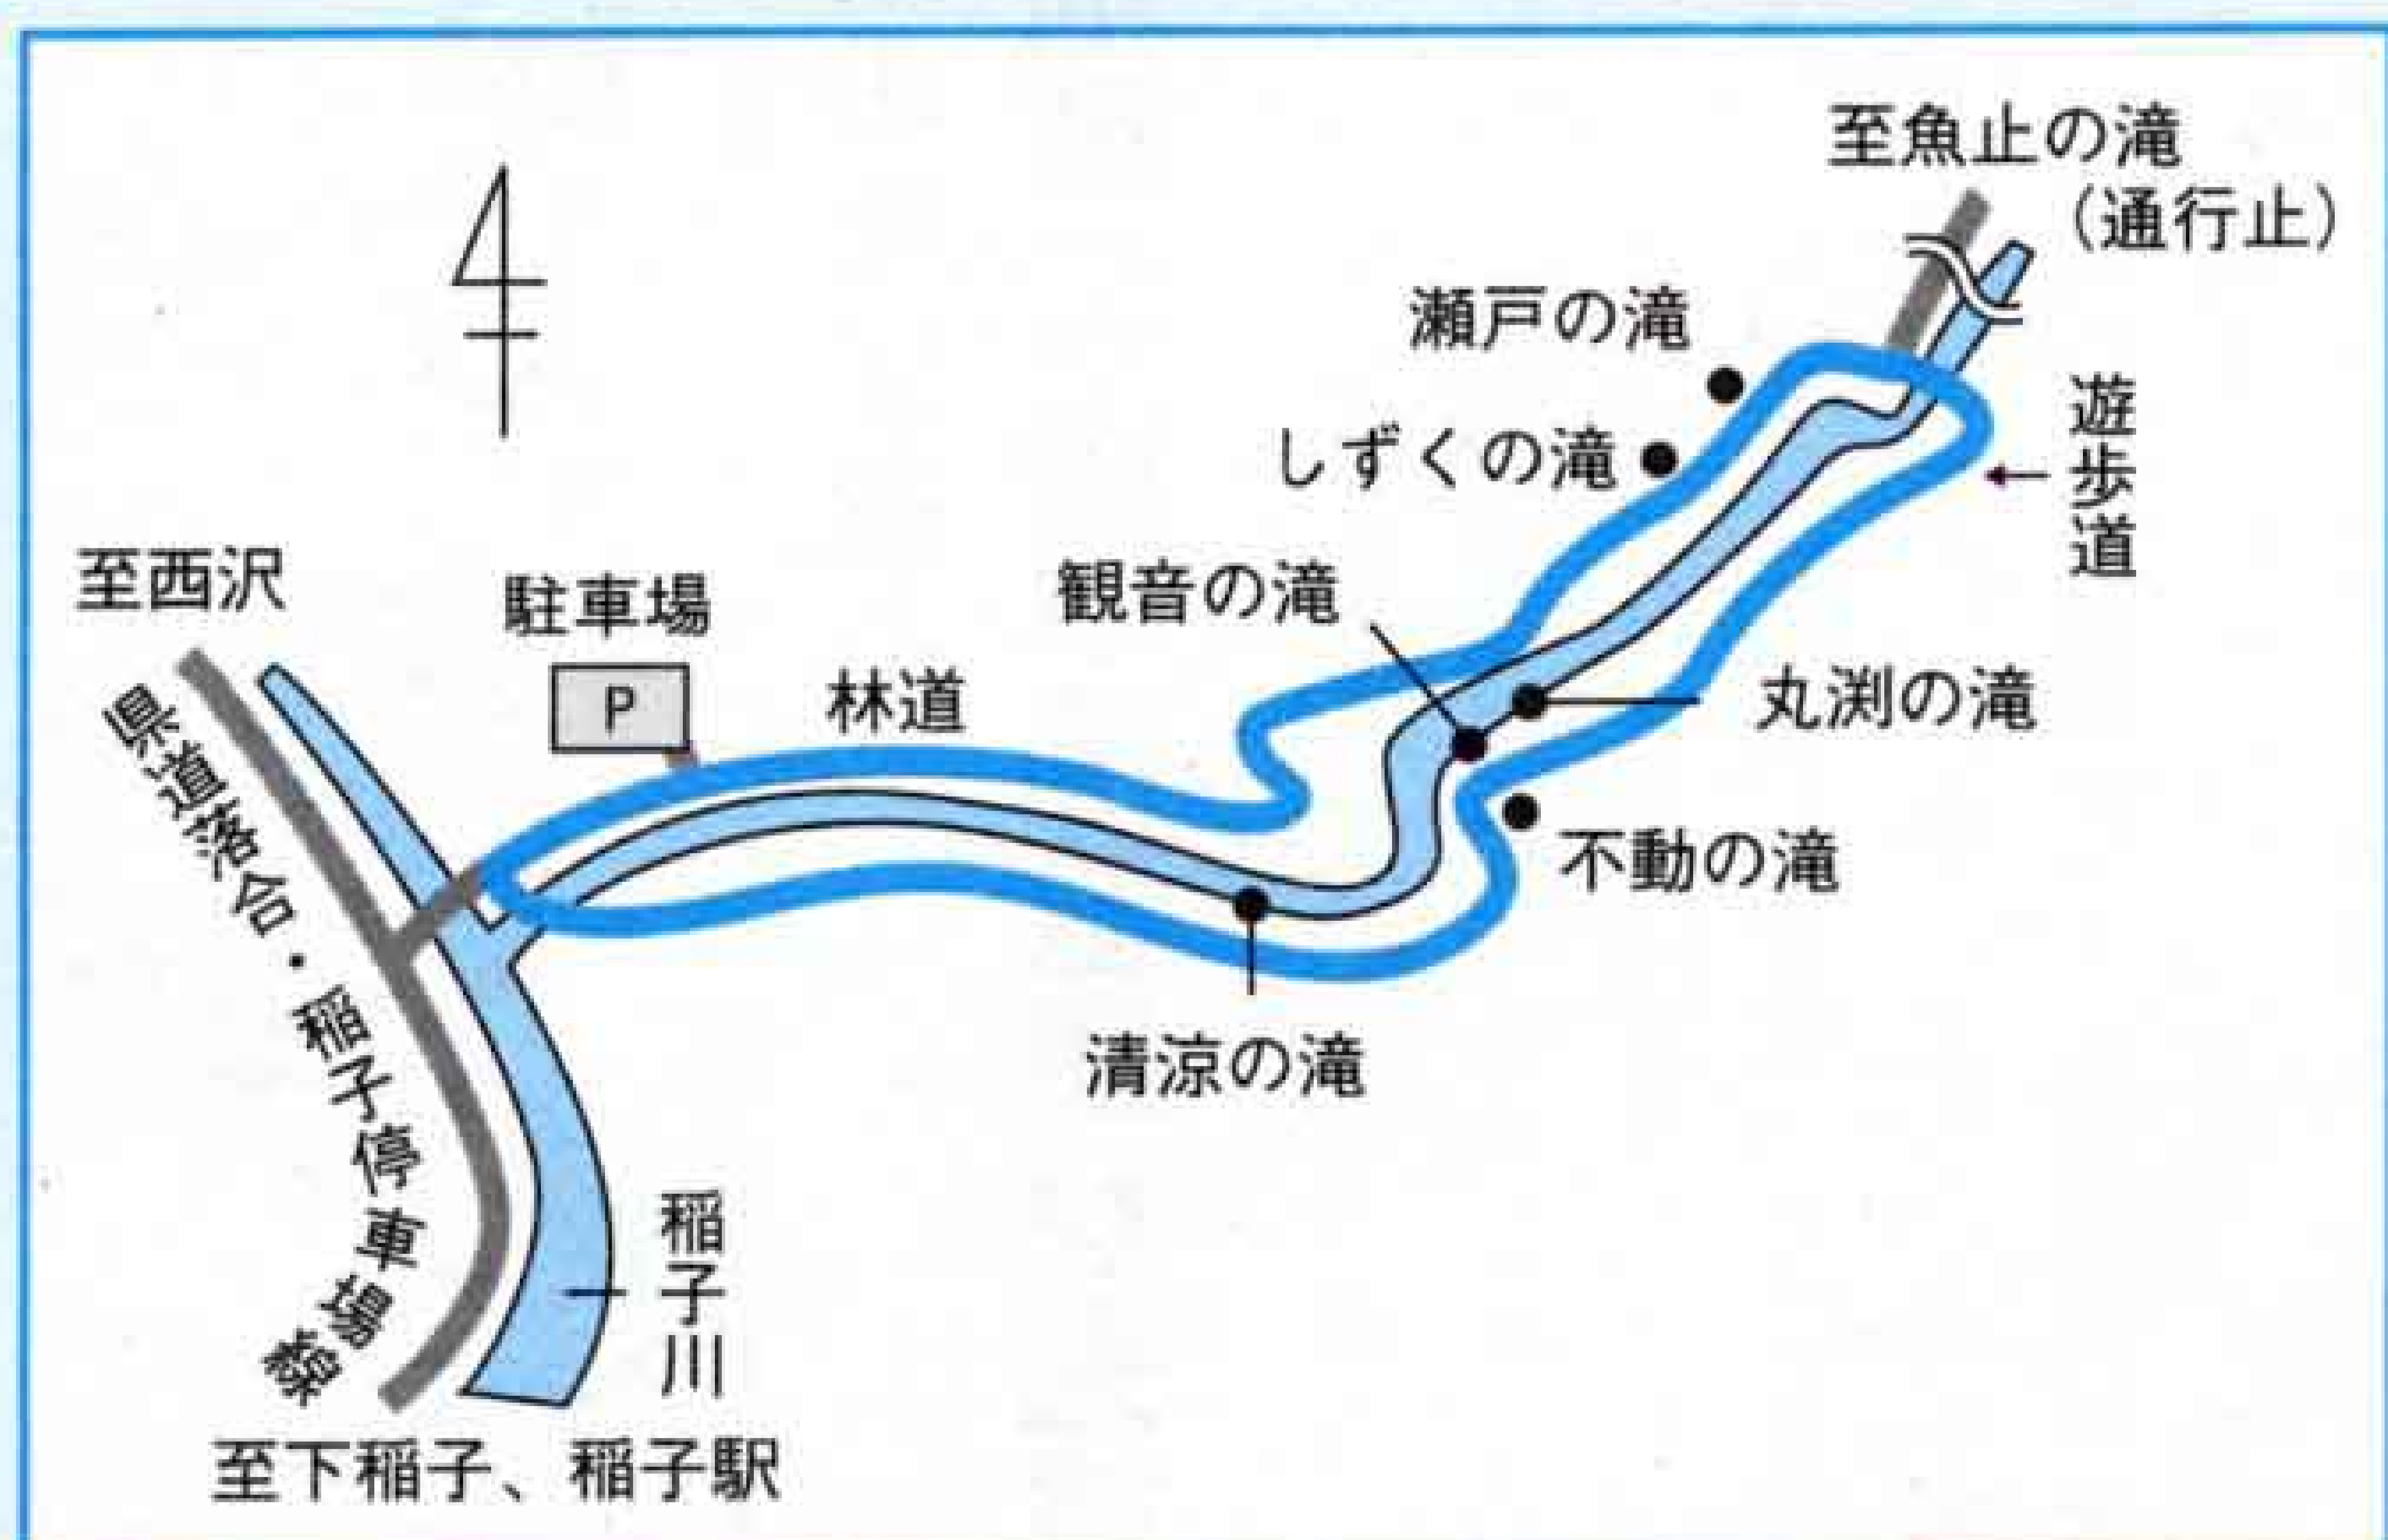 至魚止の滝
(通行止)
瀬戸の滝
しずくの滝
遊歩道
観音の滝
至西沢
駐車場
P
林道
丸渕の滝
県道落合・稲子停車場線
不動の滝
清涼の滝
稲子川
至下稲子、稲子駅